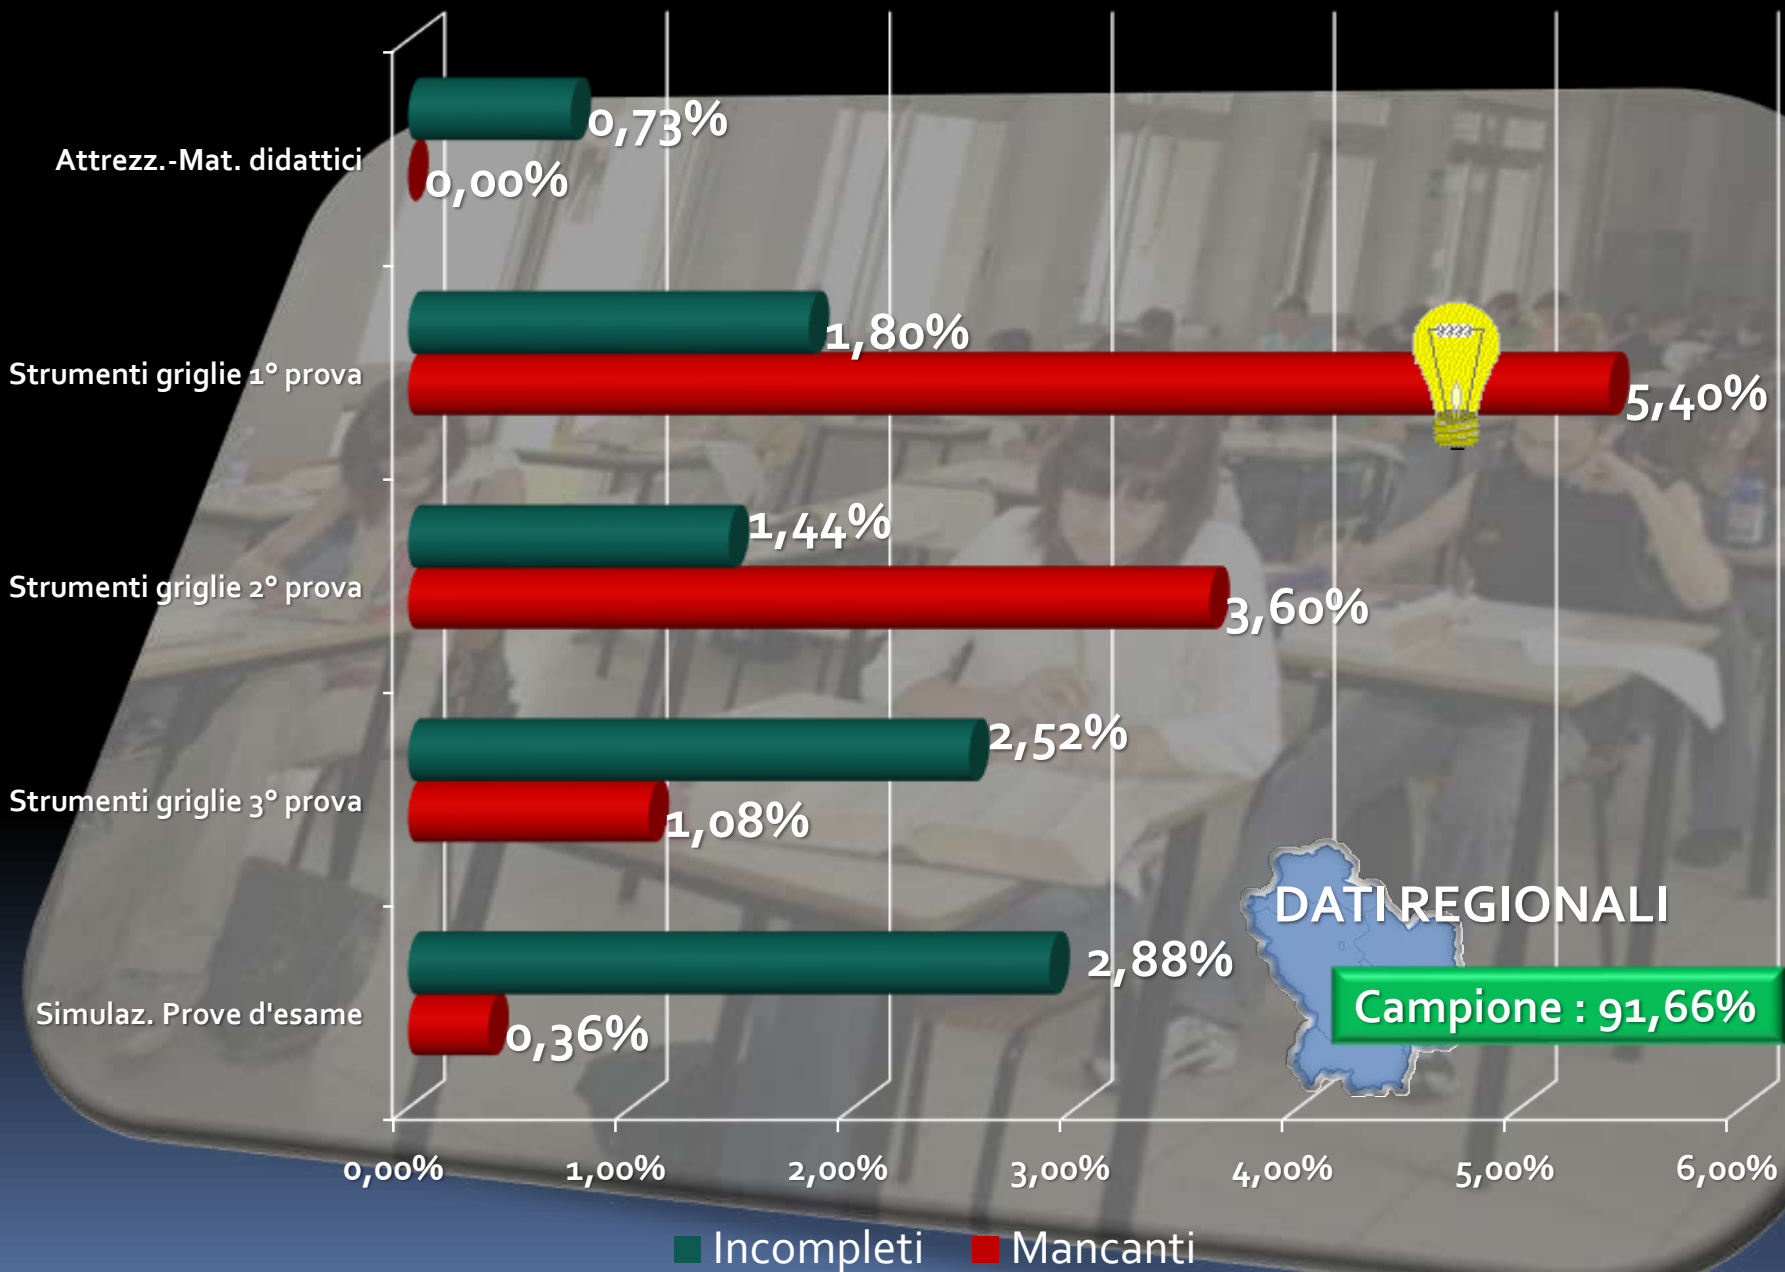 0,73%
Attrezz.-Mat. didattici
0,00%
1,80%
Strumenti griglie 1° prova
5,40%
1,44%
Strumenti griglie 2° prova
3,60%
2,52%
Strumenti griglie 3° prova
1,08%
DATI REGIONALI
2,88%
Campione : 91,66%
Simulaz. Prove d'esame
0,36%
0,00% 1,00% 2,00% 3,00% 4,00% 5,00% 6,00%
Incompleti Mancanti